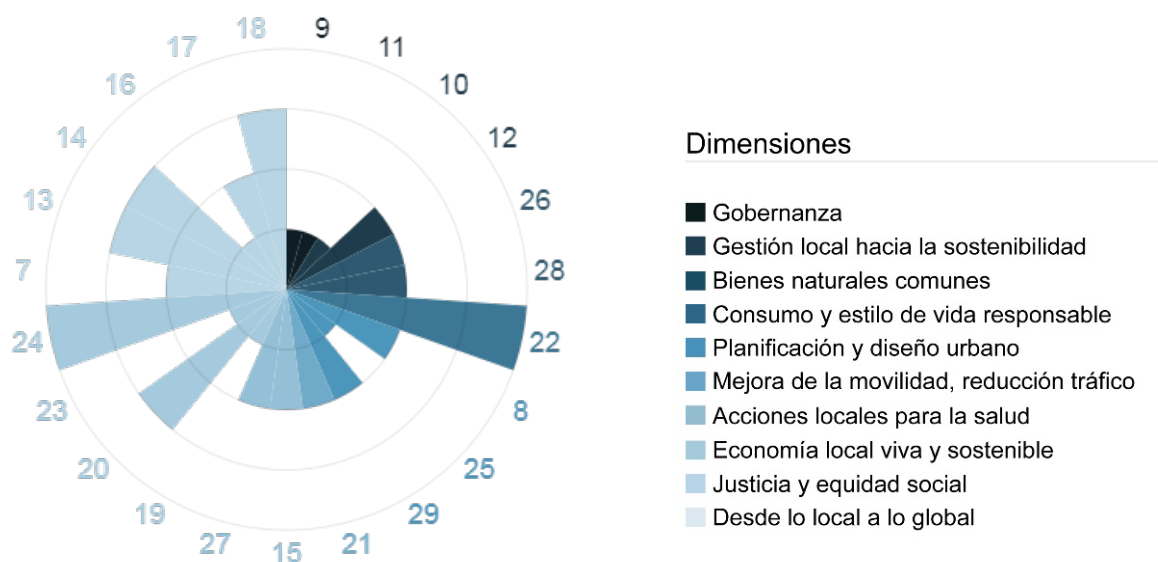 18
9
17
11
16
10
14
12
13
26
7
28
24
22
23
8
20
25
19
29
27
21
15
Dimensiones
Gobernanza
Gestión local hacia la sostenibilidad
Bienes naturales comunes
Consumo y estilo de vida responsable
Planificación y diseño urbano
Mejora de la movilidad, reducción tráfico
Acciones locales para la salud
Economía local viva y sostenible
Justicia y equidad social
Desde lo local a lo global